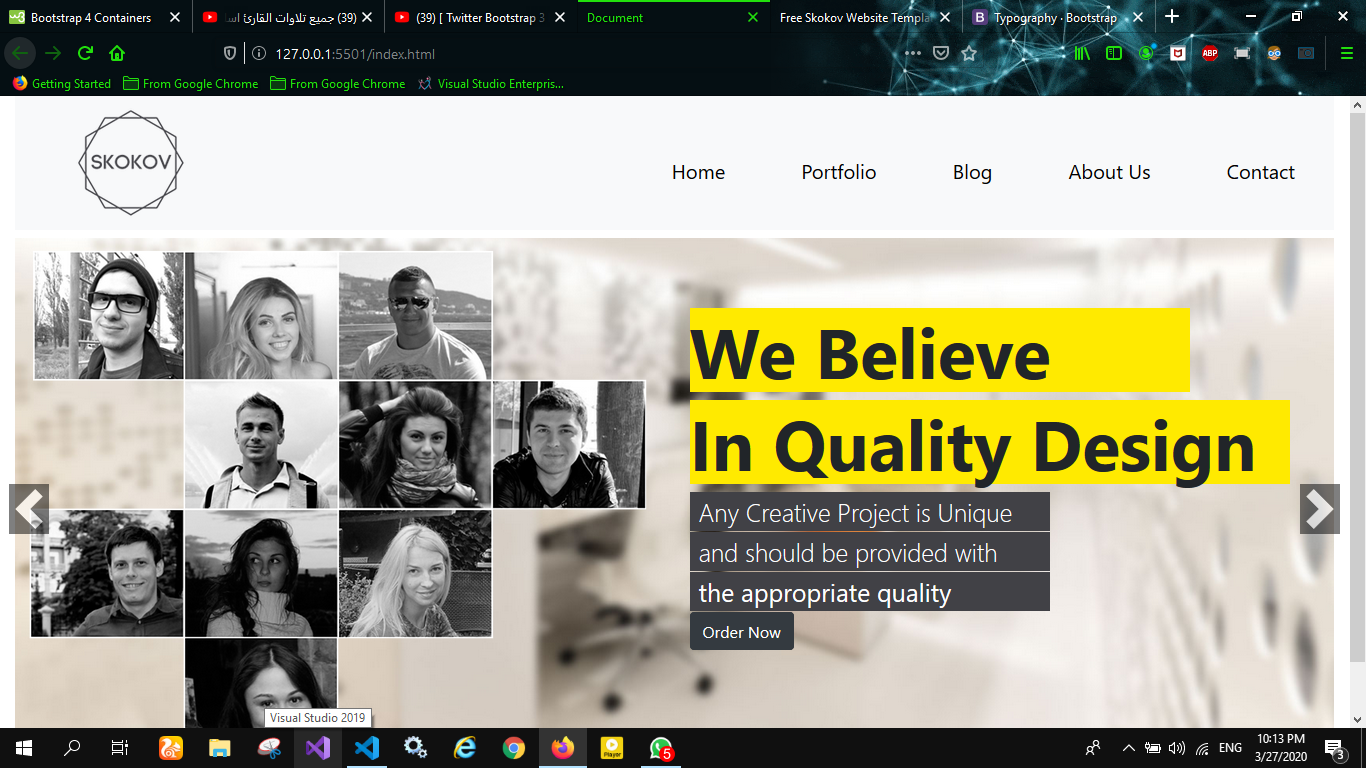 Bootstrap 4 Containers
(39) جميع تلاوات القارئ اسلا
(39) [ Twitter Bootstrap 3
Document
Free Skokov Website Templa
Typography · Bootstrap
127.0.0.1:5501/index.html
ABP
Getting Started
From Google Chrome
From Google Chrome
Visual Studio Enterpris...
SKOKOV
Home
Portfolio
Blog
About Us
Contact
We Believe
In Quality Design
Any Creative Project is Unique
and should be provided with
the appropriate quality
Order Now
Visual Studio 2019
Player
5
ENG
10:13 PM
3/27/2020
3